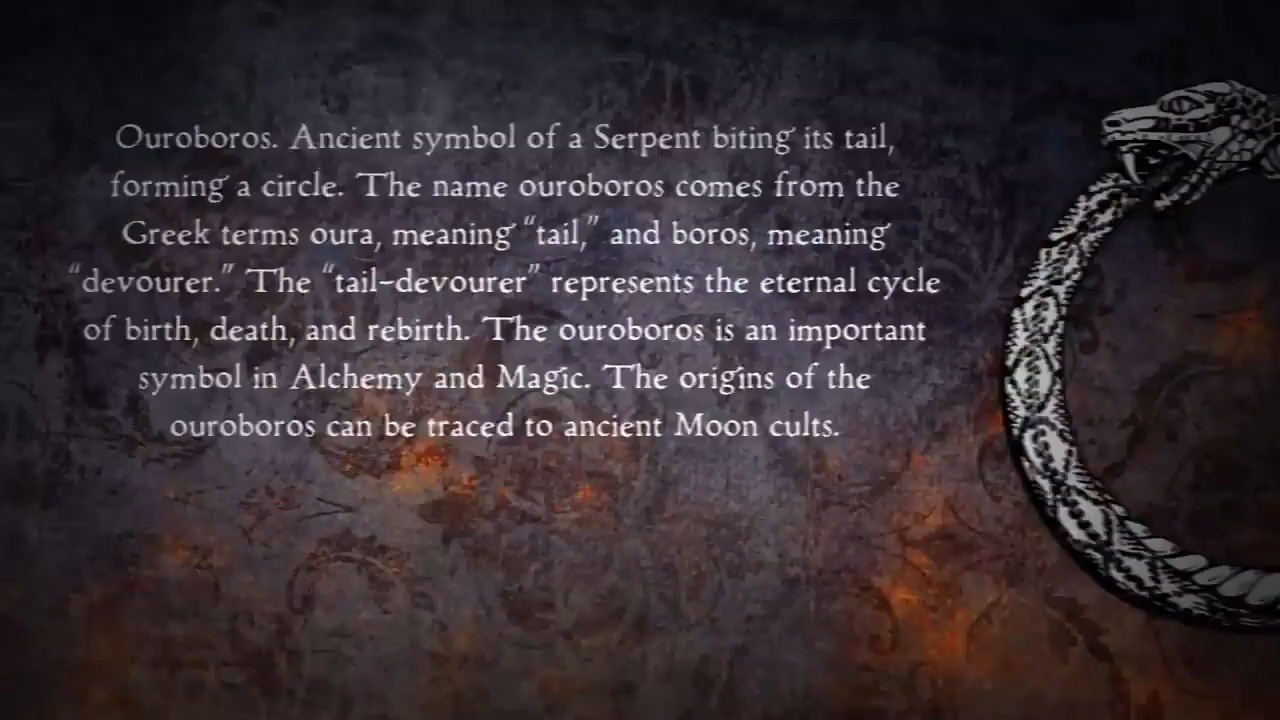 Ouroboros. Ancient symbol of a Serpent biting its tail,
forming a circle. The name ouroboros comes from the
Greek terms oura, meaning “tail,” and boros, meaning
“devourer.” The “tail-devourer” represents the eternal cycle
of birth, death, and rebirth. The ouroboros is an important
symbol in Alchemy and Magic. The origins of the
ouroboros can be traced to ancient Moon cults.